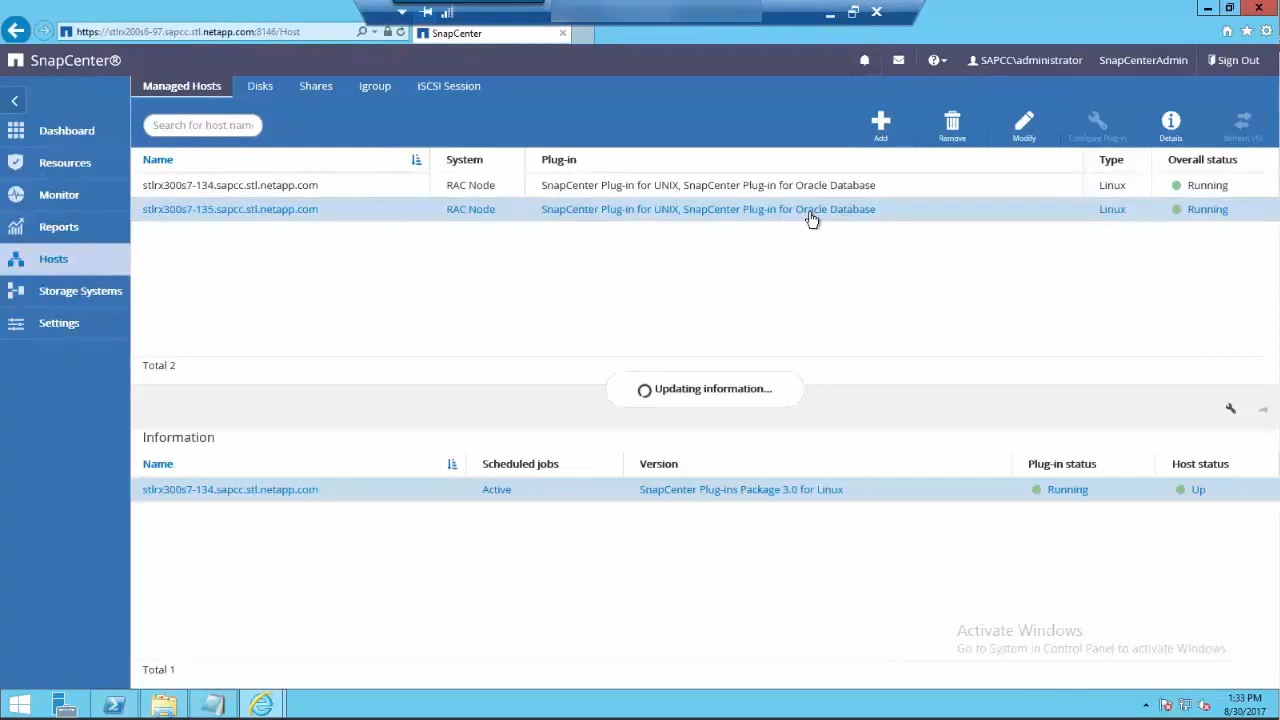 https://stlrx200s6-97.sapcc.stl.netapp.com:8146/Host
SnapCenter
SnapCenter®
SAPCC\administrator
SnapCenterAdmin
Sign Out
Managed Hosts
Disks
Shares
Igroup
iSCSI Session
Dashboard
Resources
Monitor
Reports
Hosts
Storage Systems
Settings
Search for host name
Add
Remove
Modify
Configure Plug-in
Details
Refresh VM
Name System Plug-in Type Overall status
stlrx300s7-134.sapcc.stl.netapp.com RAC Node SnapCenter Plug-in for UNIX, SnapCenter Plug-in for Oracle Database Linux Running
stlrx300s7-135.sapcc.stl.netapp.com RAC Node SnapCenter Plug-in for UNIX, SnapCenter Plug-in for Oracle Database Linux Running
Total 2
Updating information...
Information
Name Scheduled jobs Version Plug-in status Host status
stlrx300s7-134.sapcc.stl.netapp.com Active SnapCenter Plug-ins Package 3.0 for Linux Running Up
Activate Windows
Go to System in Control Panel to activate Windows.
Total 1
1:33 PM
8/30/2017